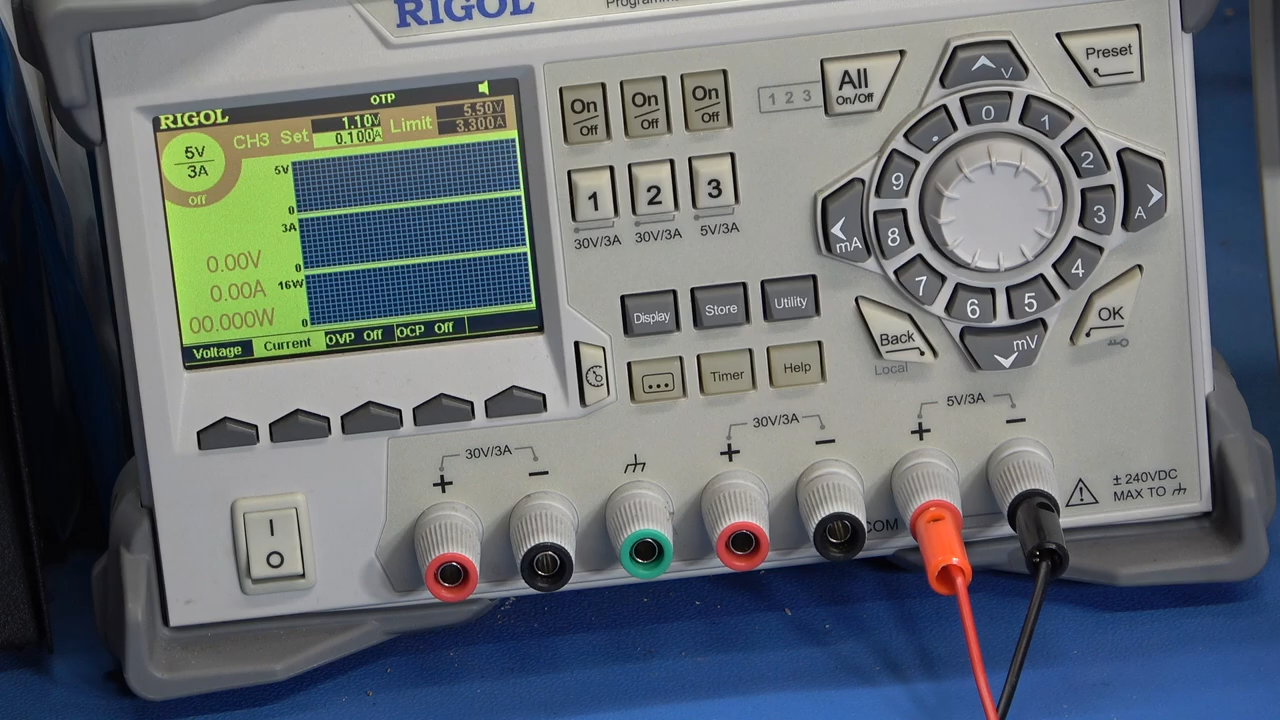 RIGOL
RIGOL
OTP
5V
3A
Off
CH3 Set
1.10V
0.100A
Limit
5.50V
3.300A
5V
0
3A
0
16W
0
0.00V
0.00A
00.000W
Voltage Current OVP Off OCP Off
On
Off
On
Off
On
Off
1 2 3
All
On/Off
1 2 3
30V/3A 30V/3A 5V/3A
Display Store Utility
... Timer Help
V
Preset
. 0 1
9 2
mA 8 3 A
7 6 5 4
mV
Back
Local
OK
30V/3A
+ −
30V/3A
+ −
5V/3A
+ −
COM
± 240VDC
MAX TO
I
O